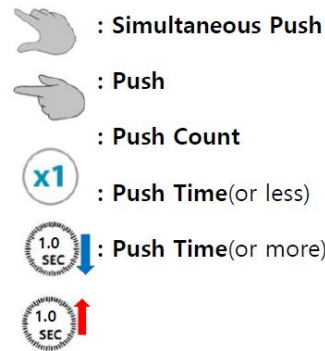 : Simultaneous Push
: Push
: Push Count
x1
: Push Time(or less)
1.0
SEC
: Push Time(or more)
1.0
SEC